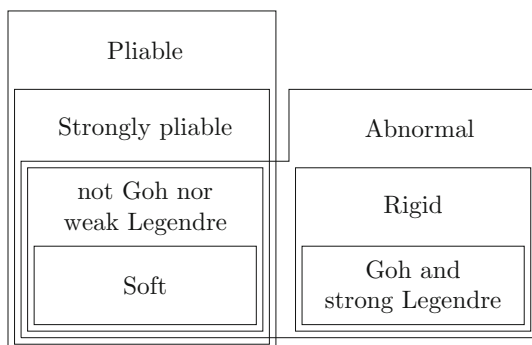 Pliable
Strongly pliable
Abnormal
not Goh nor
weak Legendre
Rigid
Soft
Goh and
strong Legendre